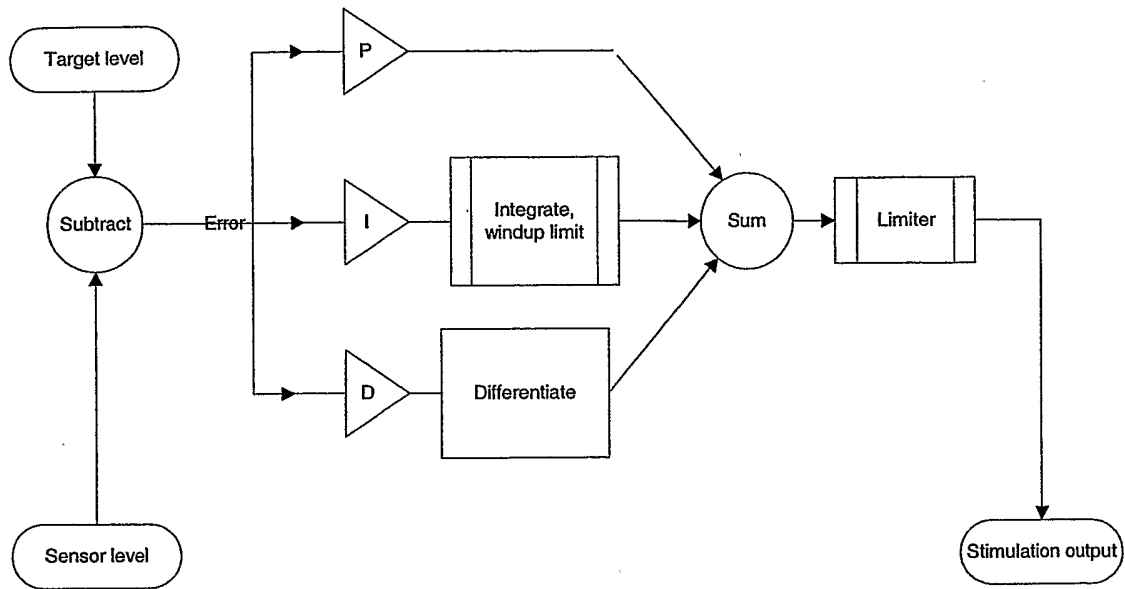 Target level
P
Subtract
Error
I
Integrate,
windup limit
Sum
Limiter
D
Differentiate
Sensor level
Stimulation output